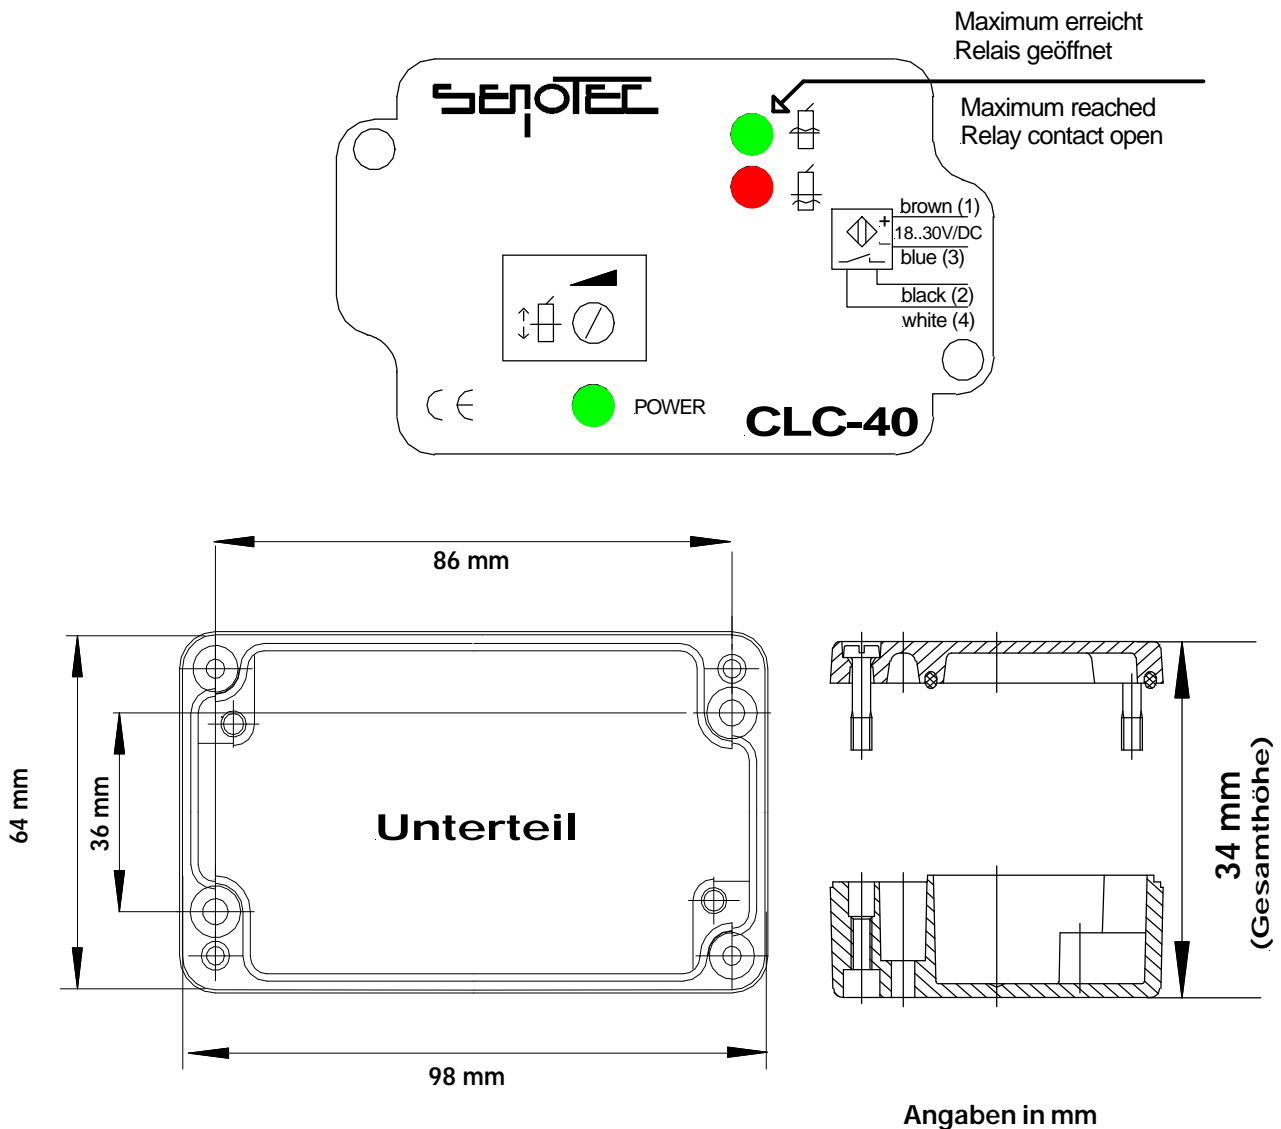 Maximum erreicht
Relais geöffnet
Maximum reached
Relay contact open
SENOTEC
brown (1)
+
18..30V/DC
–
blue (3)
black (2)
white (4)
CE
POWER
CLC-40
86 mm
64 mm
36 mm
Unterteil
34 mm
(Gesamthöhe)
98 mm
Angaben in mm